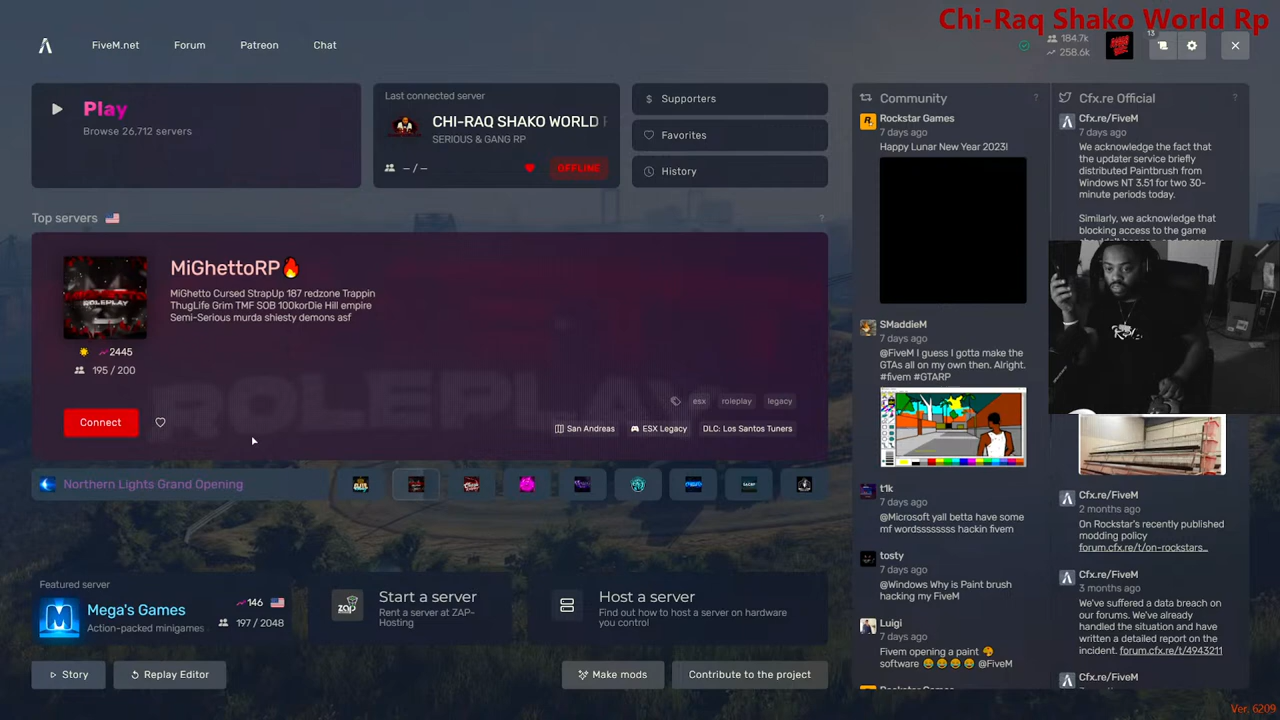 Chi-Raq Shako World Rp
FiveM.net
Forum
Patreon
Chat
184.7k
258.6k
13
Play
Browse 26,712 servers
Last connected server
CHI-RAQ SHAKO WORLD
SERIOUS & GANG RP
– / –
OFFLINE
$ Supporters
Favorites
History
Top servers
?
MiGhettoRP🔥
MiGhetto Cursed StrapUp 187 redzone Trappin
ThugLife Grim TMF SOB 100korDie Hill empire
Semi-Serious murda shiesty demons asf
ROLEPLAY
2445
195 / 200
Connect
esx
roleplay
legacy
San Andreas
ESX Legacy
DLC: Los Santos Tuners
Northern Lights Grand Opening
Featured server
Mega's Games
Action-packed minigames
146
197 / 2048
ZAP
Start a server
Rent a server at ZAP-
Hosting
Host a server
Find out how to host a server on hardware
you control
Story
Replay Editor
Make mods
Contribute to the project
Community
?
Rockstar Games
7 days ago
Happy Lunar New Year 2023!
SMaddieM
7 days ago
@FiveM I guess I gotta make the
GTAs all on my own then. Alright.
#fivem #GTARP
t1k
7 days ago
@Microsoft yall betta have some
mf wordsssssss hackin fivem
tosty
7 days ago
@Windows Why is Paint brush
hacking my FiveM
Luigi
7 days ago
Fivem opening a paint 🎨
software 😂😂😂😂 @FiveM
Rockstar Games
Cfx.re Official
?
Cfx.re/FiveM
7 days ago
We acknowledge the fact that
the updater service briefly
distributed Paintbrush from
Windows NT 3.51 for two 30-
minute periods today.
Similarly, we acknowledge that
blocking access to the game
Cfx.re/FiveM
2 months ago
On Rockstar's recently published
modding policy
forum.cfx.re/t/on-rockstars…
Cfx.re/FiveM
3 months ago
We've suffered a data breach on
our forums. We've already
handled the situation and have
written a detailed report on the
incident. forum.cfx.re/t/4943211
Cfx.re/FiveM
Ver. 6209